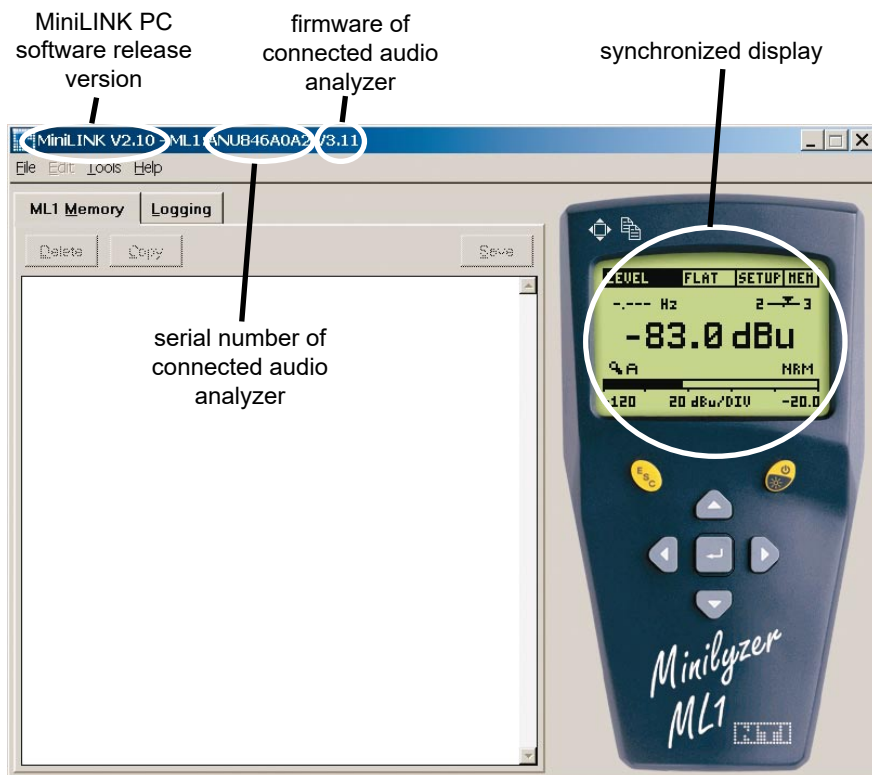 MiniLINK PC
software release
version
firmware of
connected audio
analyzer
synchronized display
MiniLINK V2.10 - ML1:ANUB46A0A2 V3.11
File Edit Tools Help
ML1 Memory Logging
Delete Copy Save
serial number of
connected audio
analyzer
LEVEL FLAT SETUP MEM
-.--- Hz 2 3
-83.0 dBu
A NRM
-120 20 dBu/DIV -20.0
ESC
Minilyzer
ML1
NTI